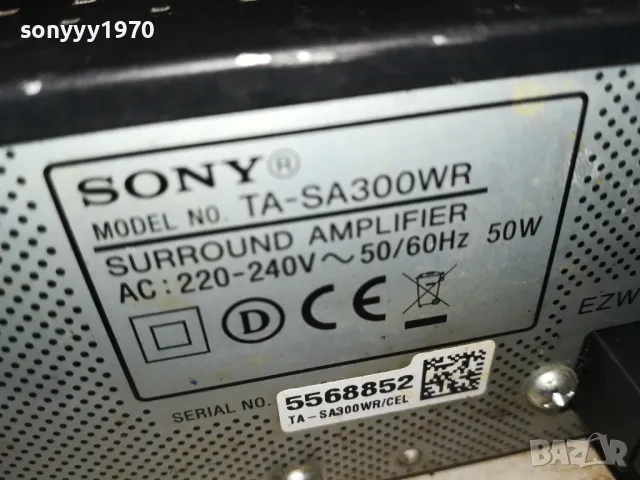 sonyyy1970
SONY®
MODEL NO. TA-SA300WR
SURROUND AMPLIFIER
AC: 220-240V~50/60Hz 50W
D CE
EZW
SERIAL NO. 5568852
TA-SA300WR/CEL
BAZAR